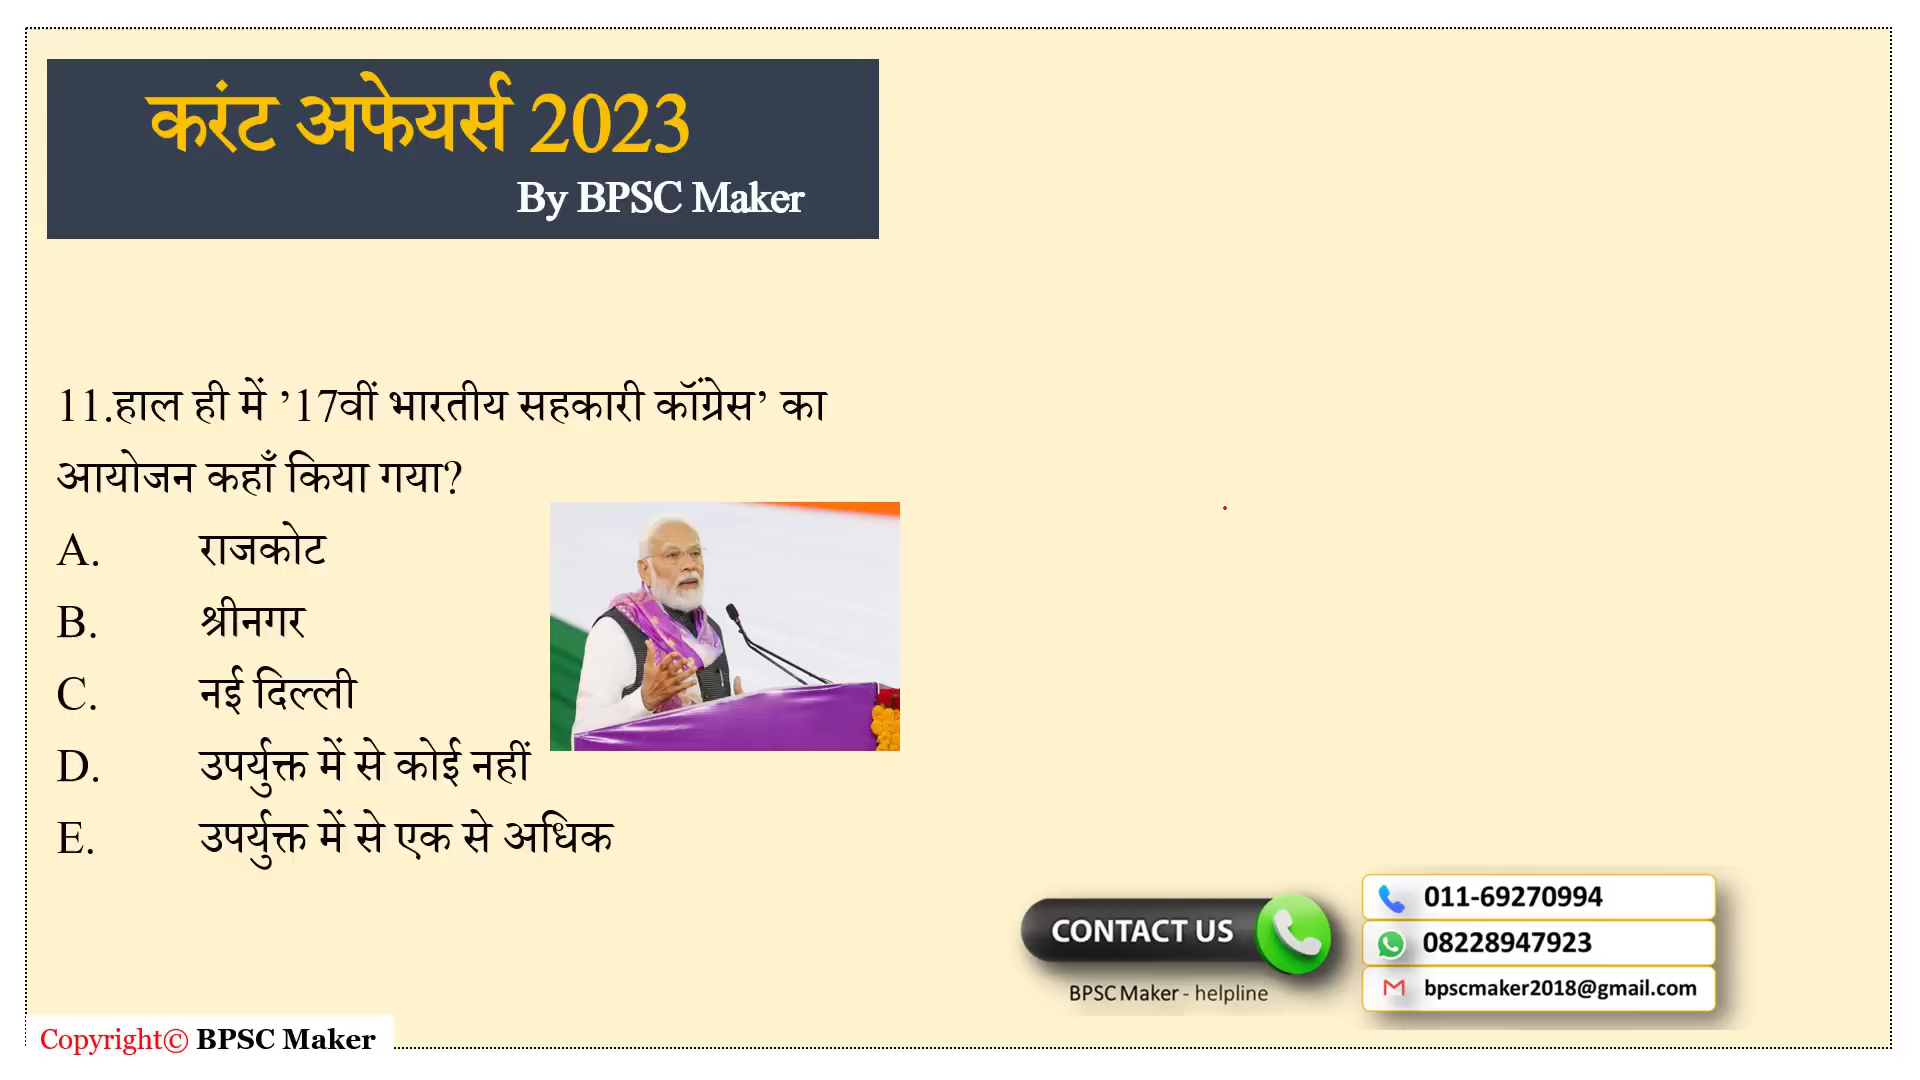 करंट अफेयर्स 2023
By BPSC Maker
11.हाल ही में ’17वीं भारतीय सहकारी कॉंग्रेस’ का
आयोजन कहाँ किया गया?
A. राजकोट
B. श्रीनगर
C. नई दिल्ली
D. उपर्युक्त में से कोई नहीं
E. उपर्युक्त में से एक से अधिक
CONTACT US
BPSC Maker - helpline
011-69270994
08228947923
bpscmaker2018@gmail.com
Copyright© BPSC Maker